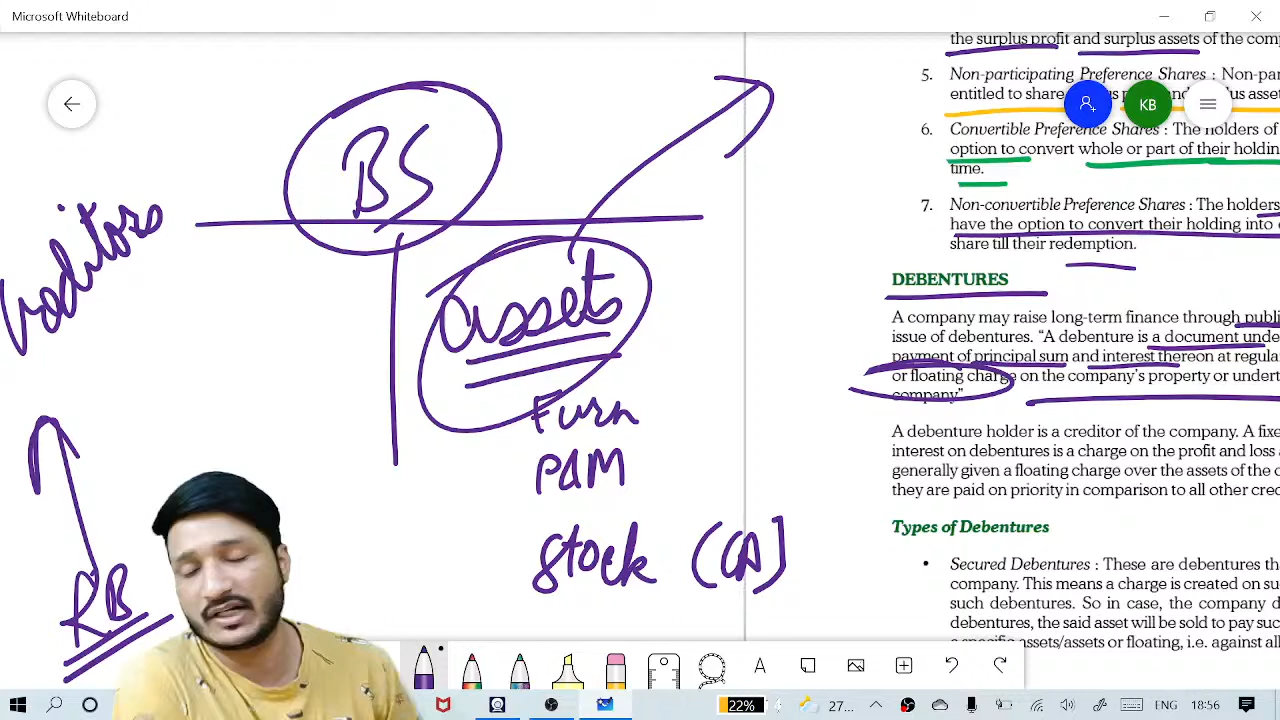 Microsoft Whiteboard
BS
assets
Furn
P&M
Stock (CA)
KB
the surplus profit and surplus assets of the com
5. Non-participating Preference Shares : Non-par
entitled to share
6. Convertible Preference Shares : The holders of
option to convert whole or part of their holdin
time.
7. Non-convertible Preference Shares : The holders
have the option to convert their holding into
share till their redemption.
DEBENTURES
A company may raise long-term finance through publi
issue of debentures. “A debenture is a document und
payment of principal sum and interest thereon at regula
or floating charge on the company's property or undert
company”
A debenture holder is a creditor of the company. A fixe
interest on debentures is a charge on the profit and loss
generally given a floating charge over the assets of the
they are paid on priority in comparison to all other cred
Types of Debentures
• Secured Debentures : These are debentures th
company. This means a charge is created on su
such debentures. So in case, the company d
debentures, the said asset will be sold to pay suc
a specific assets/assets or floating, i.e. against all
22%
27...
ENG
18:56